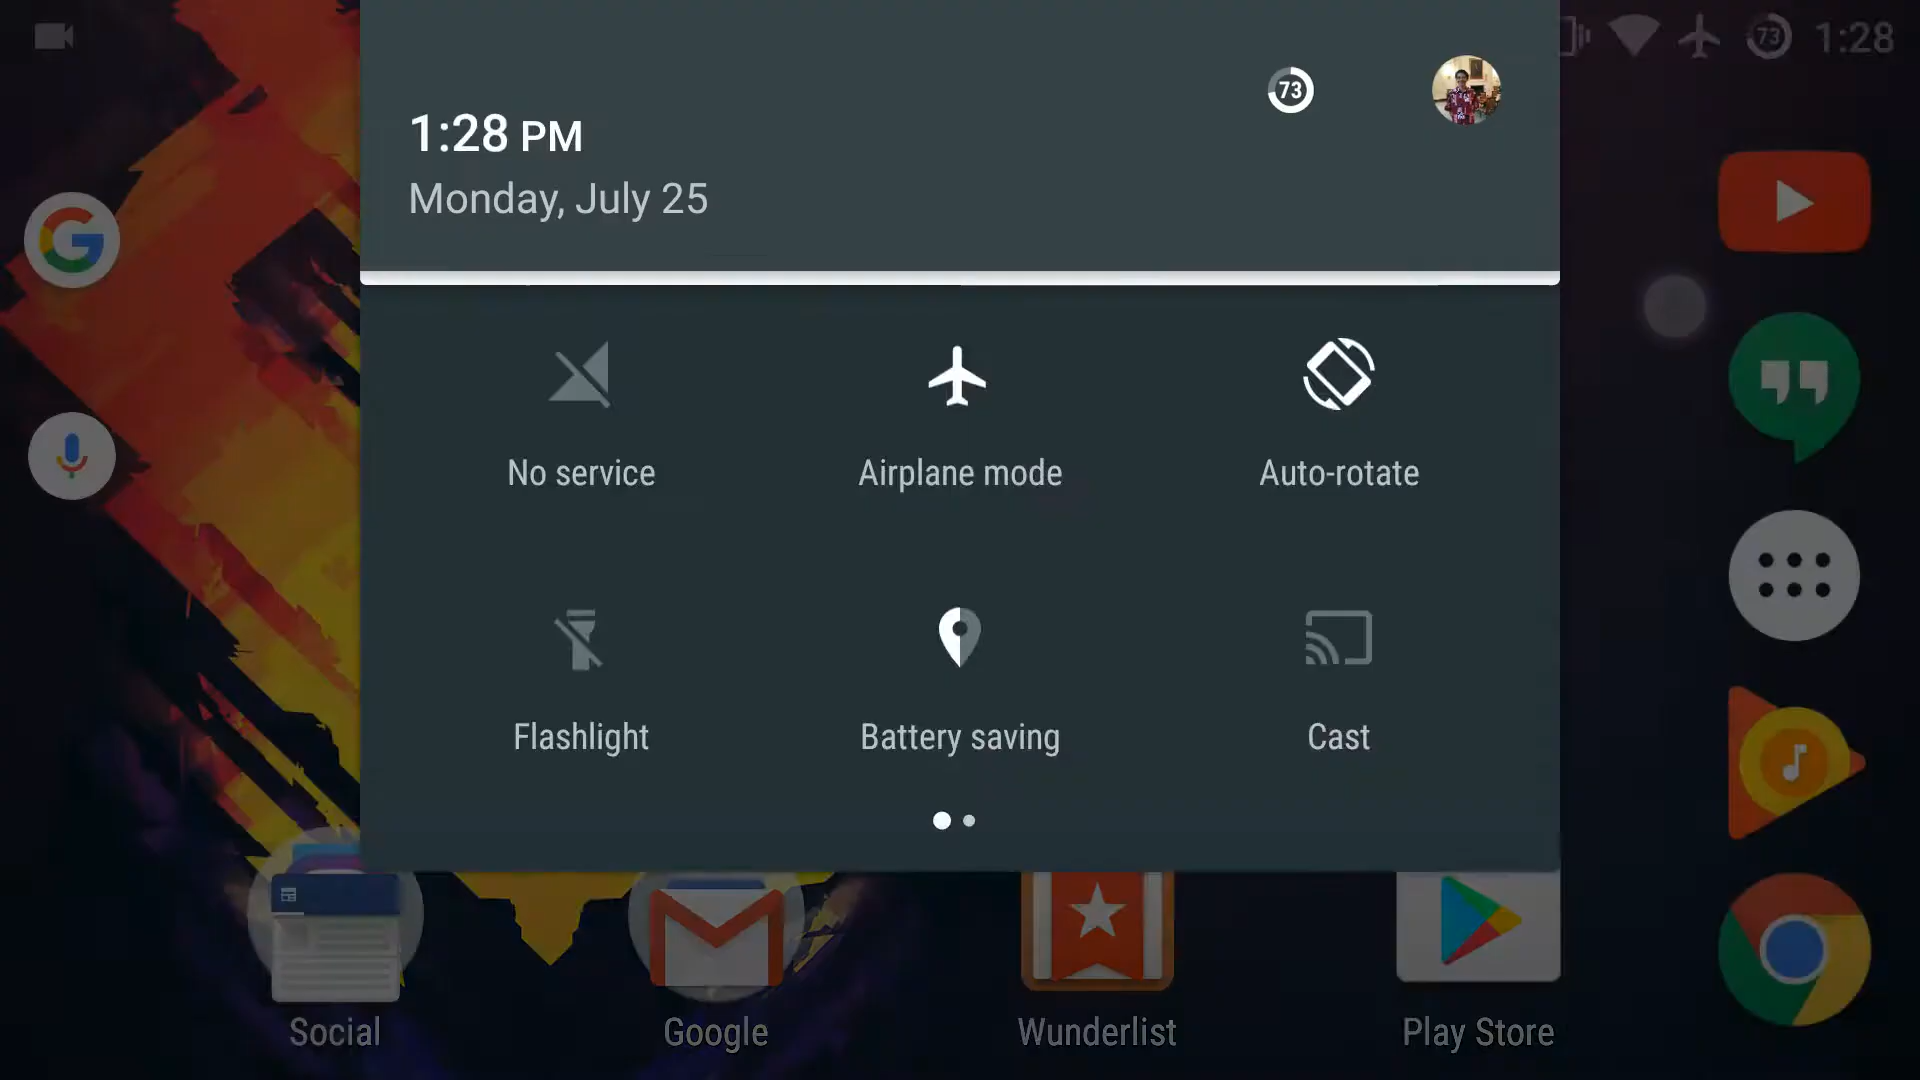 73
1:28
73
1:28 PM
Monday, July 25
No service
Airplane mode
Auto-rotate
Flashlight
Battery saving
Cast
Social
Google
Wunderlist
Play Store